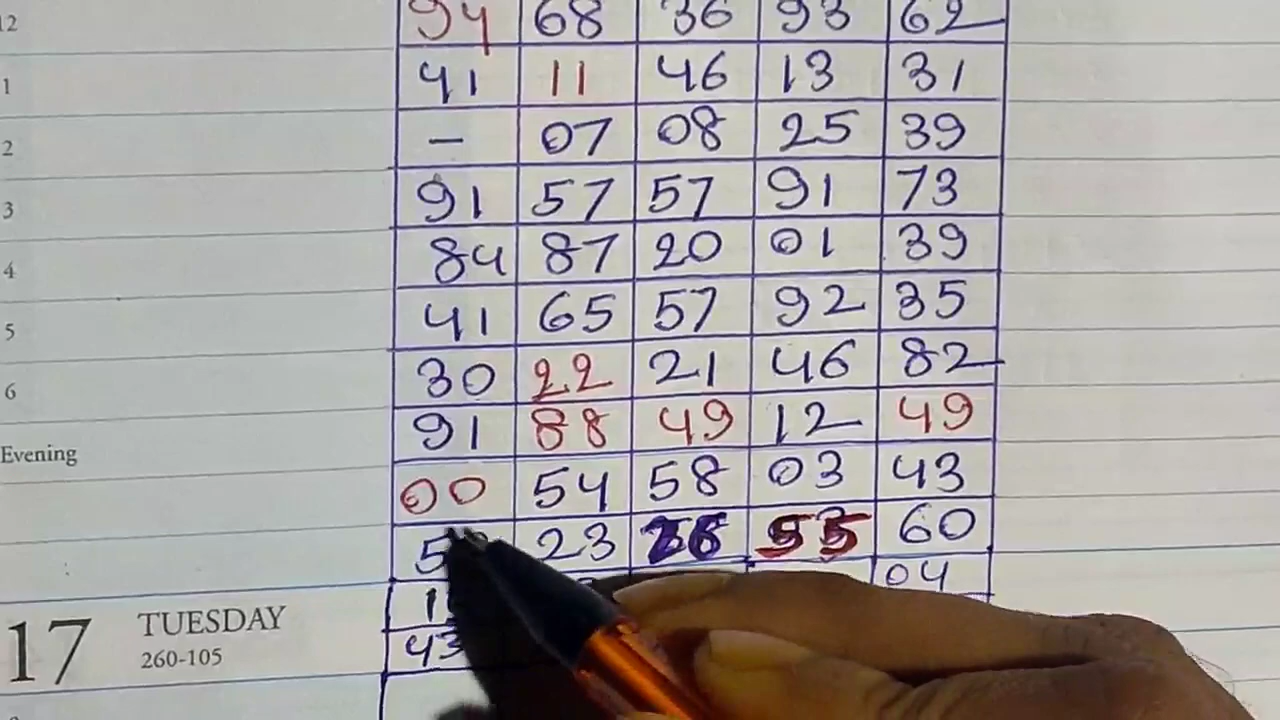 12 94 68 36 93 62
1 41 11 46 13 31
2 – 07 08 25 39
3 91 57 57 91 73
4 84 87 20 01 39
5 41 65 57 92 35
6 30 22 21 46 82
91 88 49 12 49
Evening
00 54 58 03 43
23 26 55 60
04
17 TUESDAY
260-105
43